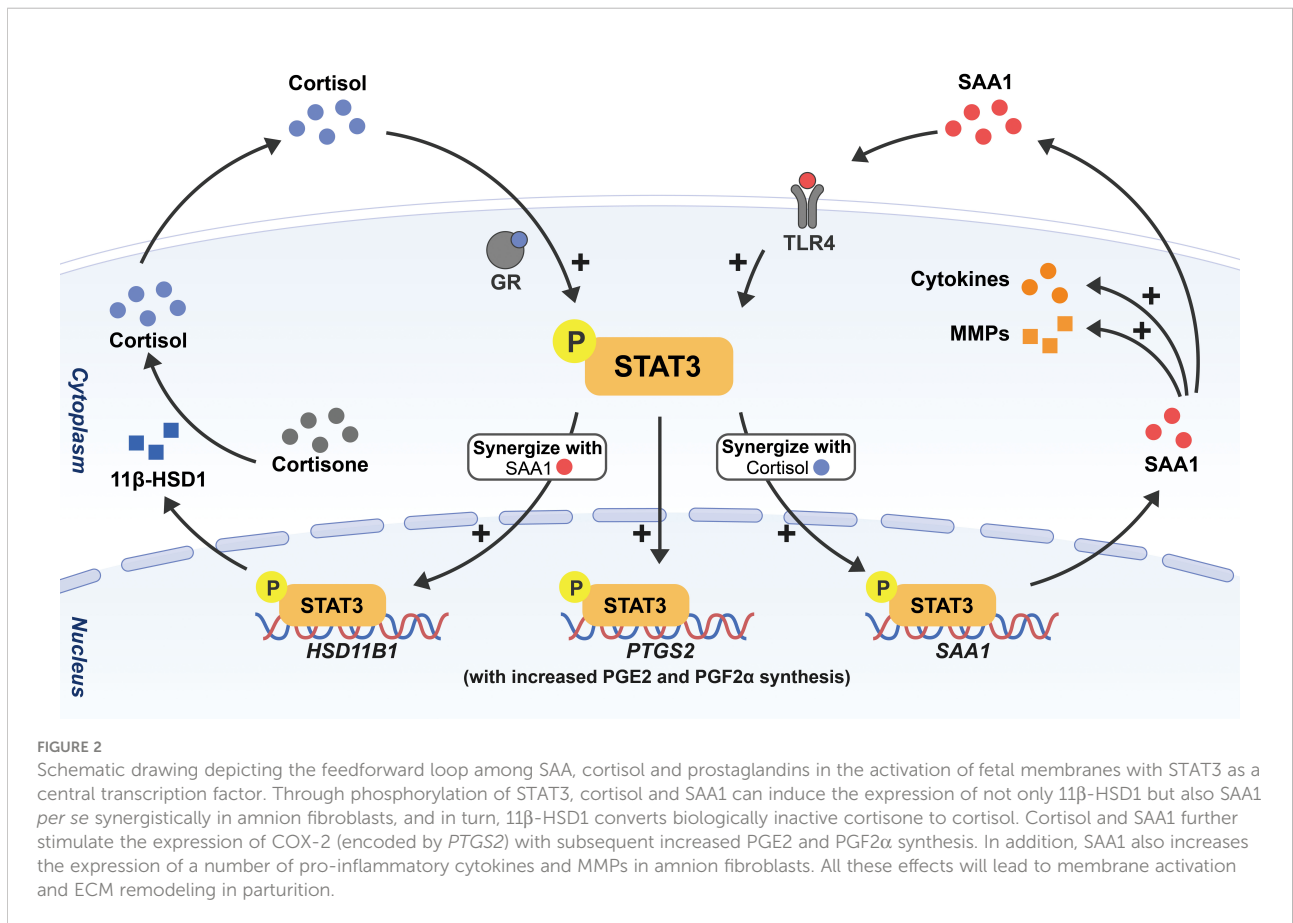 Cortisol
SAA1
TLR4
GR
+
+
Cytokines
+
MMPs
+
Cortisol
P
STAT3
Cytoplasm
Cortisone
11β-HSD1
Synergize with
SAA1
Synergize with
Cortisol
SAA1
+
+
+
P
STAT3
HSD11B1
P
STAT3
PTGS2
(with increased PGE2 and PGF2α synthesis)
P
STAT3
SAA1
Nucleus
FIGURE 2
Schematic drawing depicting the feedforward loop among SAA, cortisol and prostaglandins in the activation of fetal membranes with STAT3 as a
central transcription factor. Through phosphorylation of STAT3, cortisol and SAA1 can induce the expression of not only 11β-HSD1 but also SAA1
per se synergistically in amnion fibroblasts, and in turn, 11β-HSD1 converts biologically inactive cortisone to cortisol. Cortisol and SAA1 further
stimulate the expression of COX-2 (encoded by PTGS2) with subsequent increased PGE2 and PGF2α synthesis. In addition, SAA1 also increases
the expression of a number of pro-inflammatory cytokines and MMPs in amnion fibroblasts. All these effects will lead to membrane activation
and ECM remodeling in parturition.